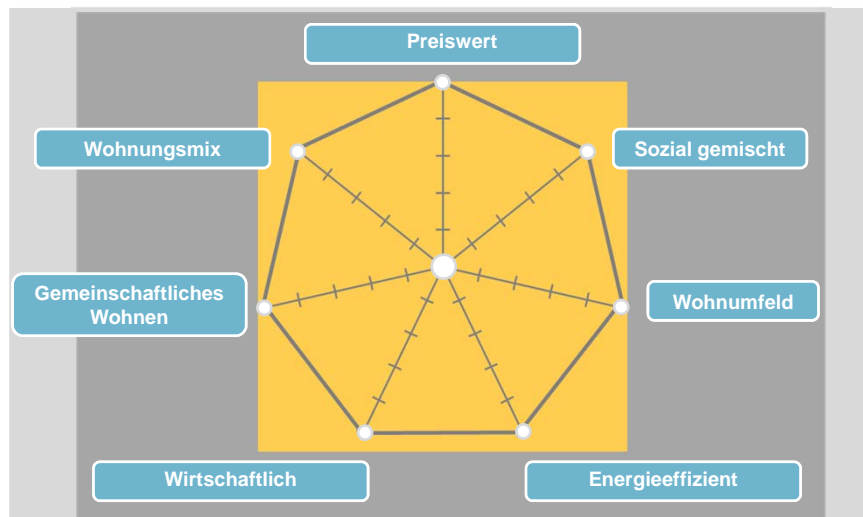 Preiswert
Wohnungsmix
Sozial gemischt
Gemeinschaftliches
Wohnen
Wohnumfeld
Wirtschaftlich
Energieeffizient